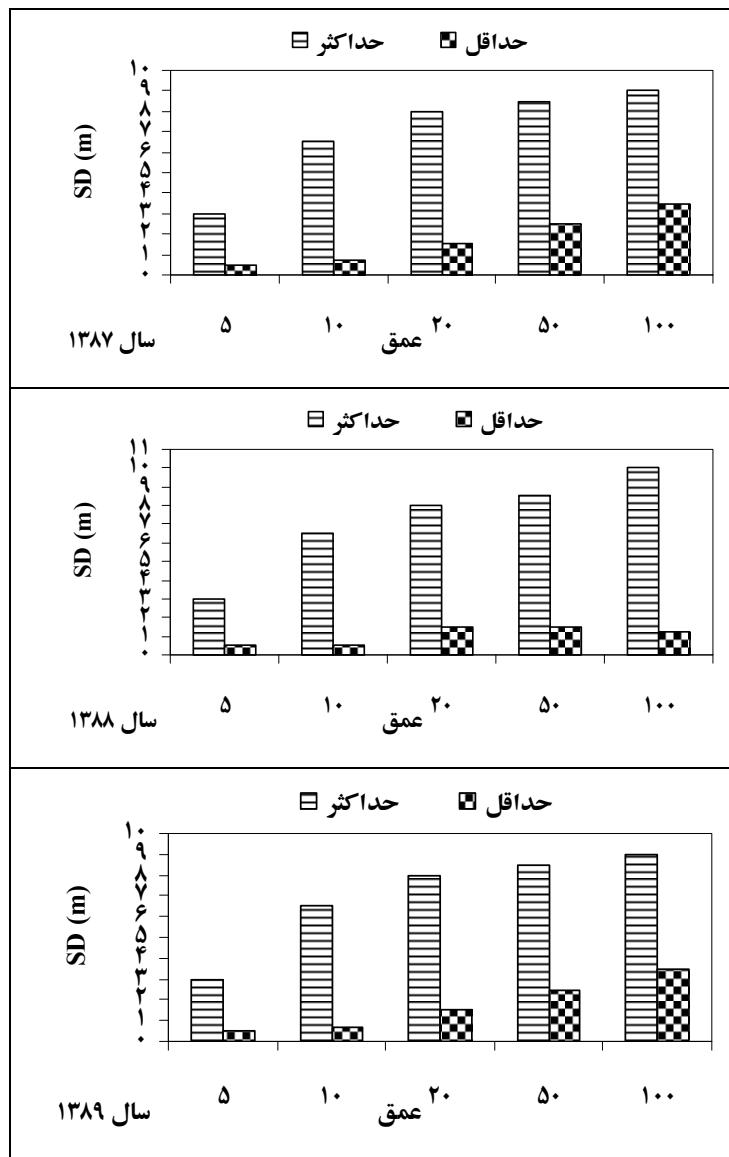 حداکثر حداقل
SD (m)
۱۰
۹
۸
۷
۶
۵
۴
۳
۲
۱
۰
۵ ۱۰ ۲۰ ۵۰ ۱۰۰
عمق
سال ۱۳۸۷
حداکثر حداقل
SD (m)
۱۱
۱۰
۹
۸
۷
۶
۵
۴
۳
۲
۱
۰
۵ ۱۰ ۲۰ ۵۰ ۱۰۰
عمق
سال ۱۳۸۸
حداکثر حداقل
SD (m)
۱۰
۹
۸
۷
۶
۵
۴
۳
۲
۱
۰
۵ ۱۰ ۲۰ ۵۰ ۱۰۰
عمق
سال ۱۳۸۹